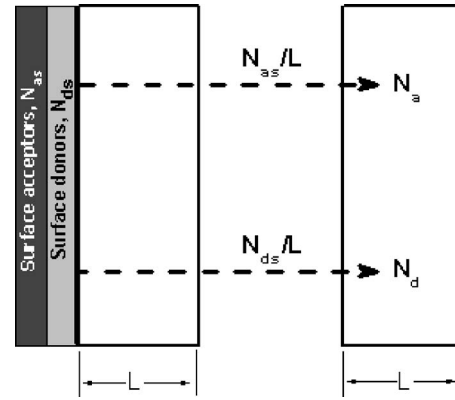 Surface acceptors, N_as
Surface donors, N_ds
N_as/L
N_a
N_ds/L
N_d
L
L